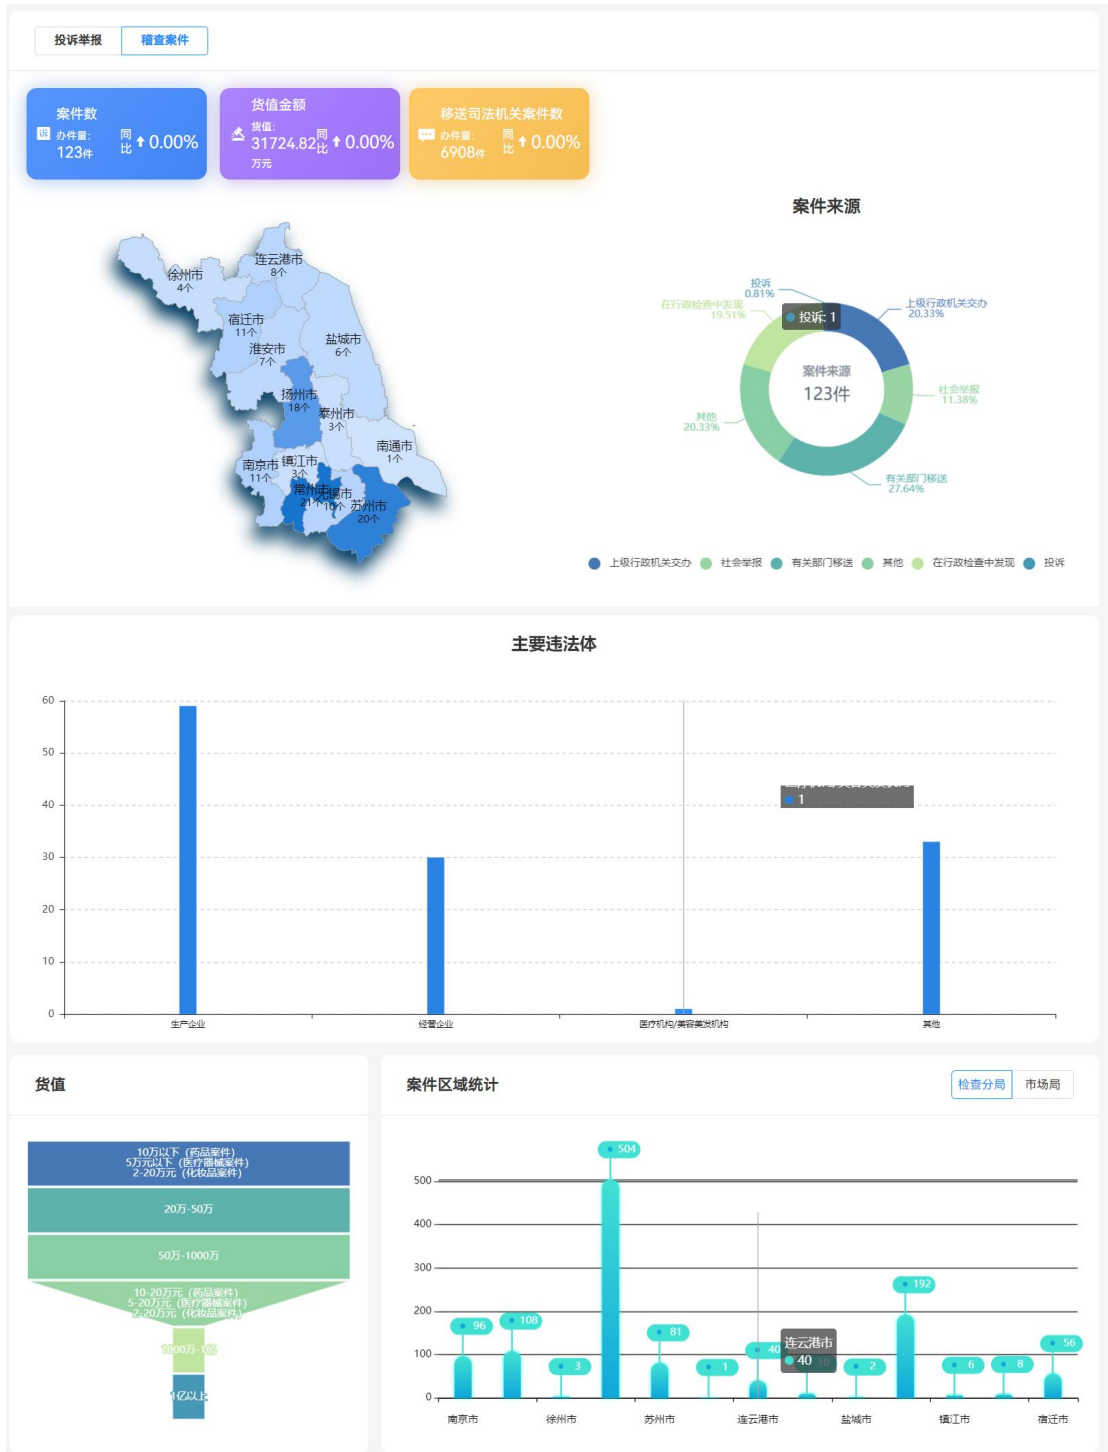 投诉举报
稽查案件
案件数
诉
办件量:
123件
同比
0.00%
货值金额
货值:
31724.82
万元
同比
0.00%
移送司法机关案件数
办件量:
6908件
同比
0.00%
连云港市
8个
徐州市
4个
宿迁市
11个
淮安市
7个
盐城市
6个
扬州市
18个
泰州市
3个
南通市
1个
南京市
11个
镇江市
3个
常州市
21个
无锡市
10个
苏州市
20个
案件来源
投诉
0.81%
在行政检查中发现
19.51%
投诉: 1
上级行政机关交办
20.33%
案件来源
123件
社会举报
11.38%
其他
20.33%
有关部门移送
27.64%
上级行政机关交办
社会举报
有关部门移送
其他
在行政检查中发现
投诉
主要违法体
60
50
40
30
20
10
0
1
生产企业
经营企业
医疗机构/美容美发机构
其他
货值
10万以下（药品案件）
5万元以下（医疗器械案件）
2-20万元（化妆品案件）
20万-50万
50万-1000万
10-20万元（药品案件）
5-20万元（医疗器械案件）
2-20万元（化妆品案件）
1000万-1亿
1亿以上
案件区域统计
检查分局
市场局
500
400
300
200
100
0
96
108
3
504
81
1
40
10
2
192
6
8
56
连云港市
40
南京市
徐州市
苏州市
连云港市
盐城市
镇江市
宿迁市